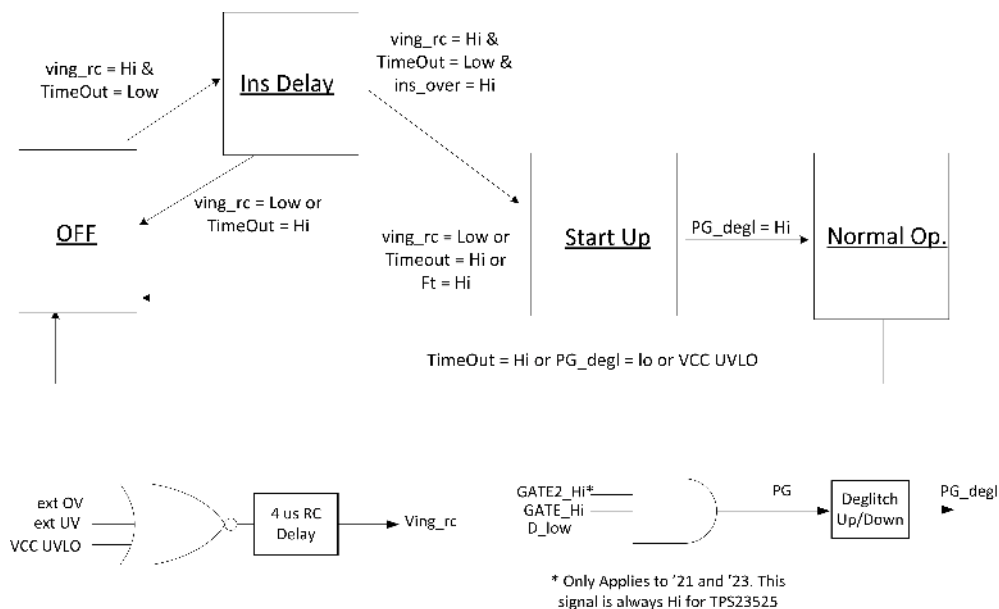 ving_rc = Hi &
TimeOut = Low
Ins Delay
ving_rc = Hi &
TimeOut = Low &
ins_over = Hi
ving_rc = Low or
TimeOut = Hi
OFF
ving_rc = Low or
Timeout = Hi or
Ft = Hi
Start Up
PG_degl = Hi
Normal Op.
TimeOut = Hi or PG_degl = lo or VCC UVLO
ext OV
ext UV
VCC UVLO
4 us RC
Delay
Ving_rc
GATE2_Hi*
GATE_Hi
D_low
PG
Deglitch
Up/Down
PG_degl
* Only Applies to '21 and '23. This
signal is always Hi for TPS23525